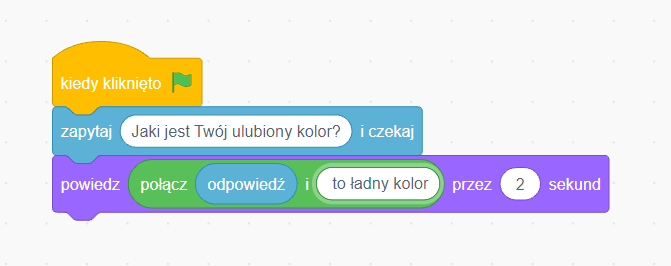 kiedy kliknięto
zapytaj Jaki jest Twój ulubiony kolor? i czekaj
powiedz połącz odpowiedź i to ładny kolor przez 2 sekund